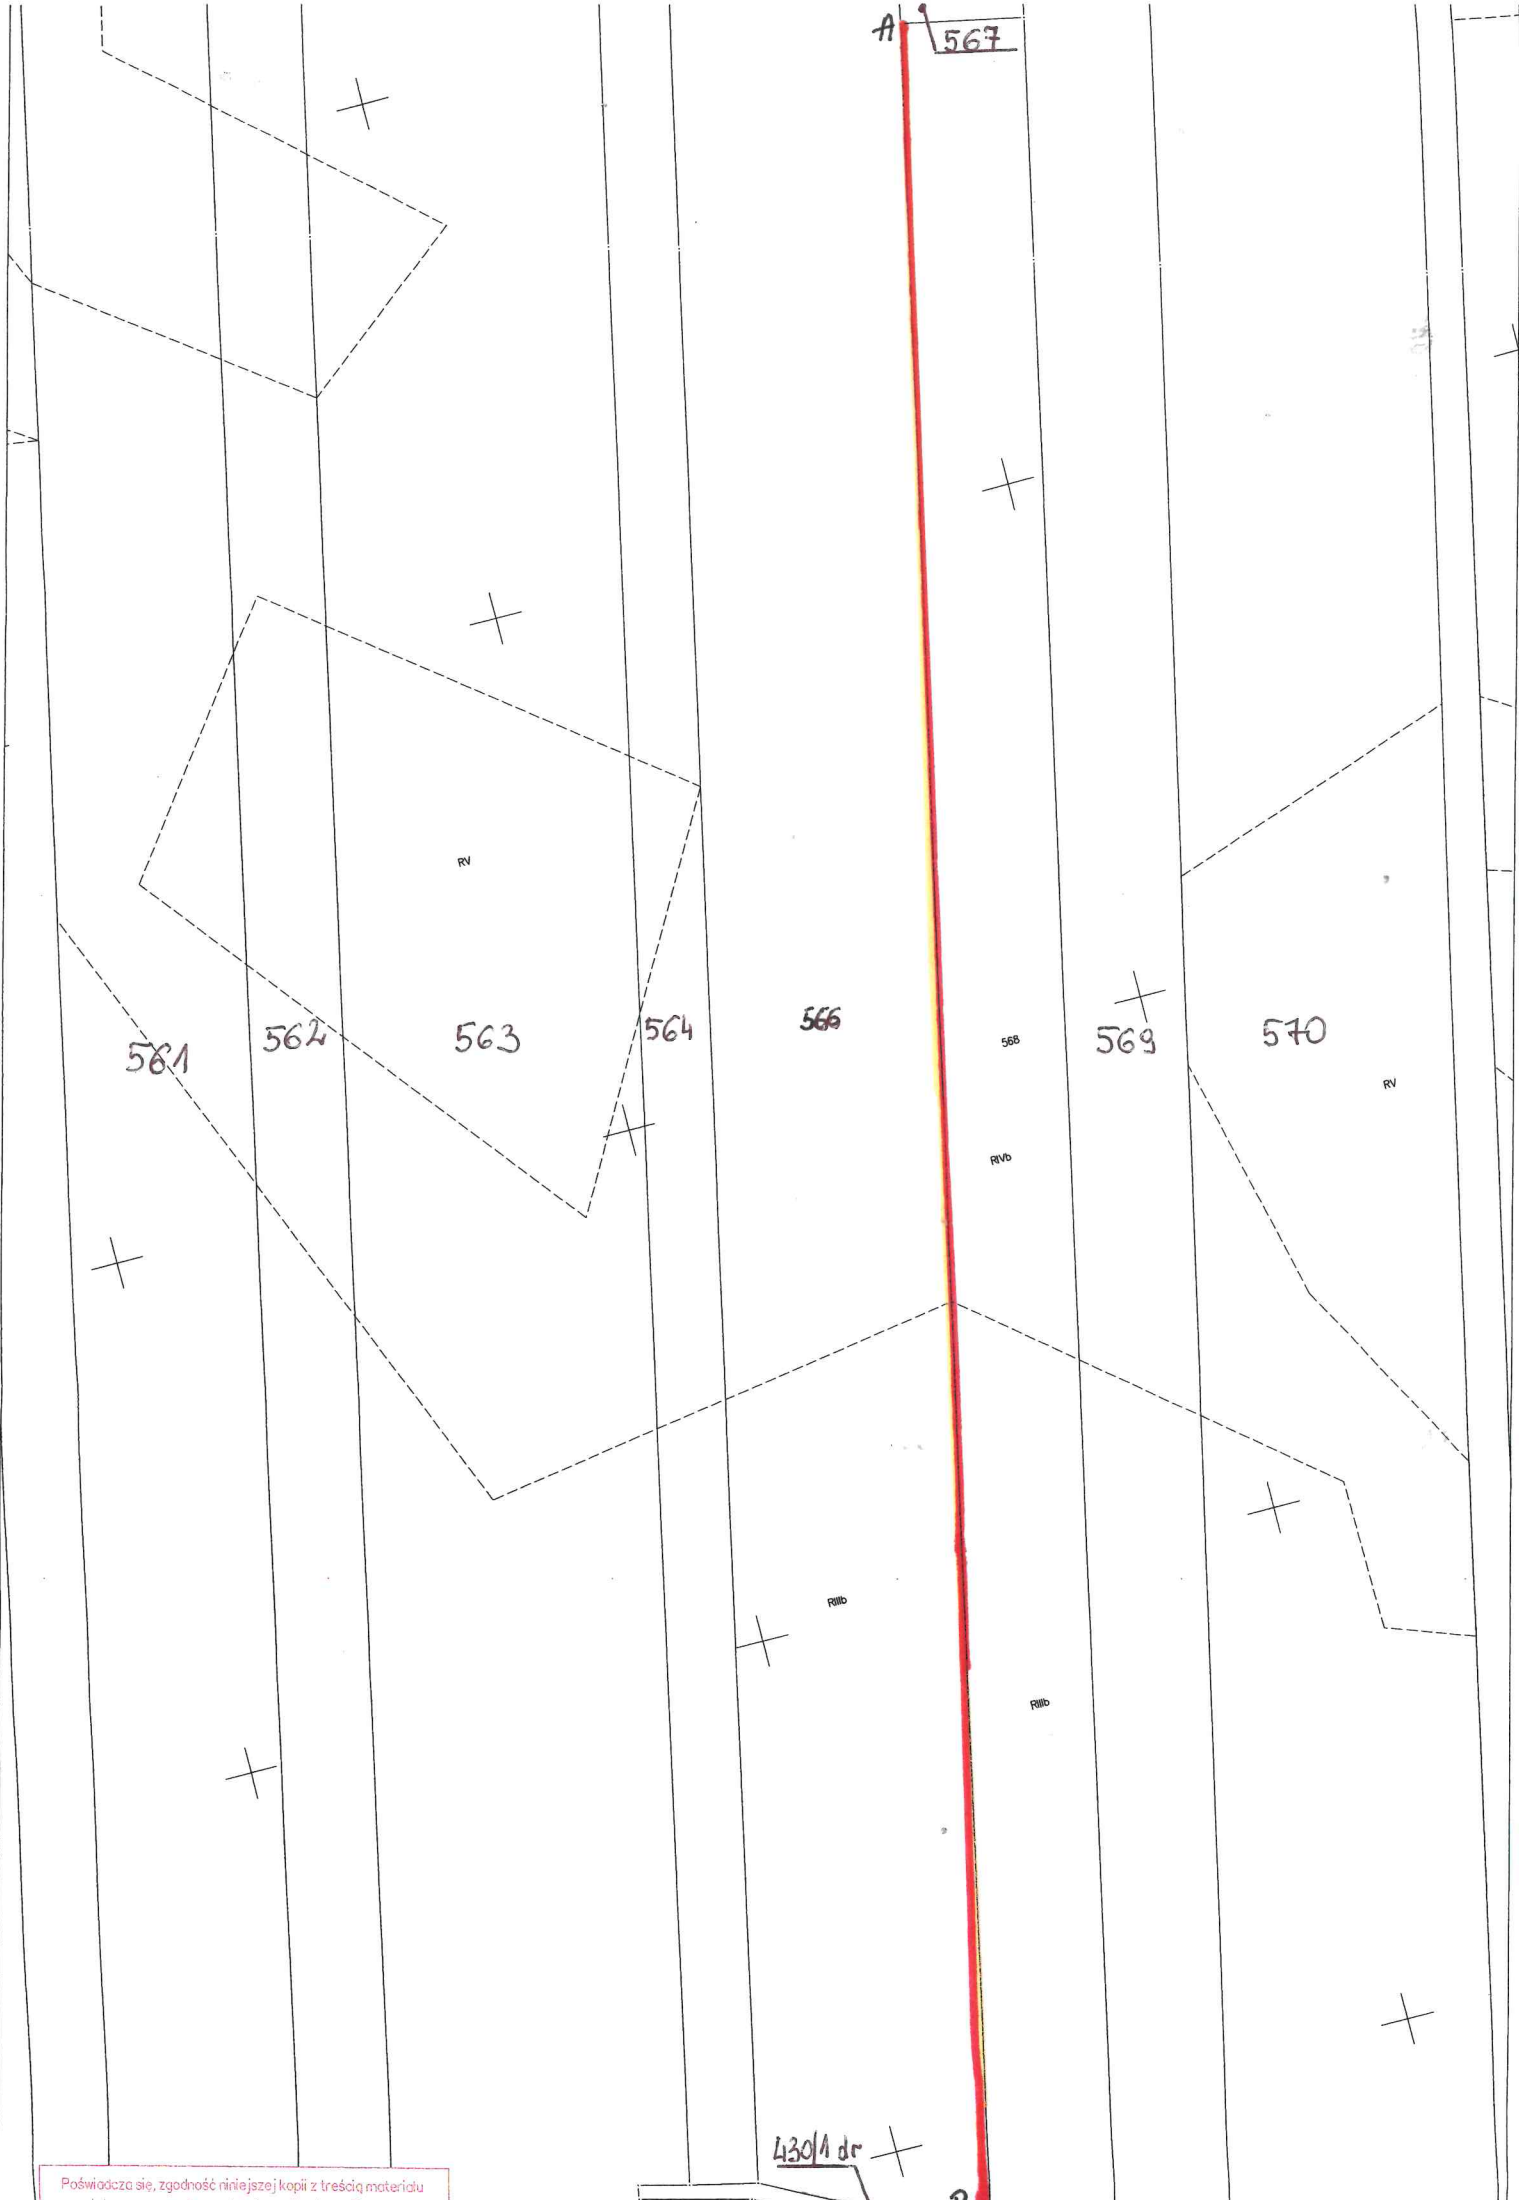 A
567
RV
561
562
563
564
566
568
569
570
RV
RIVb
RIIIb
RIIIb
430/1 dr
Poświadcza się, zgodność niniejszej kopii z treścią materiału